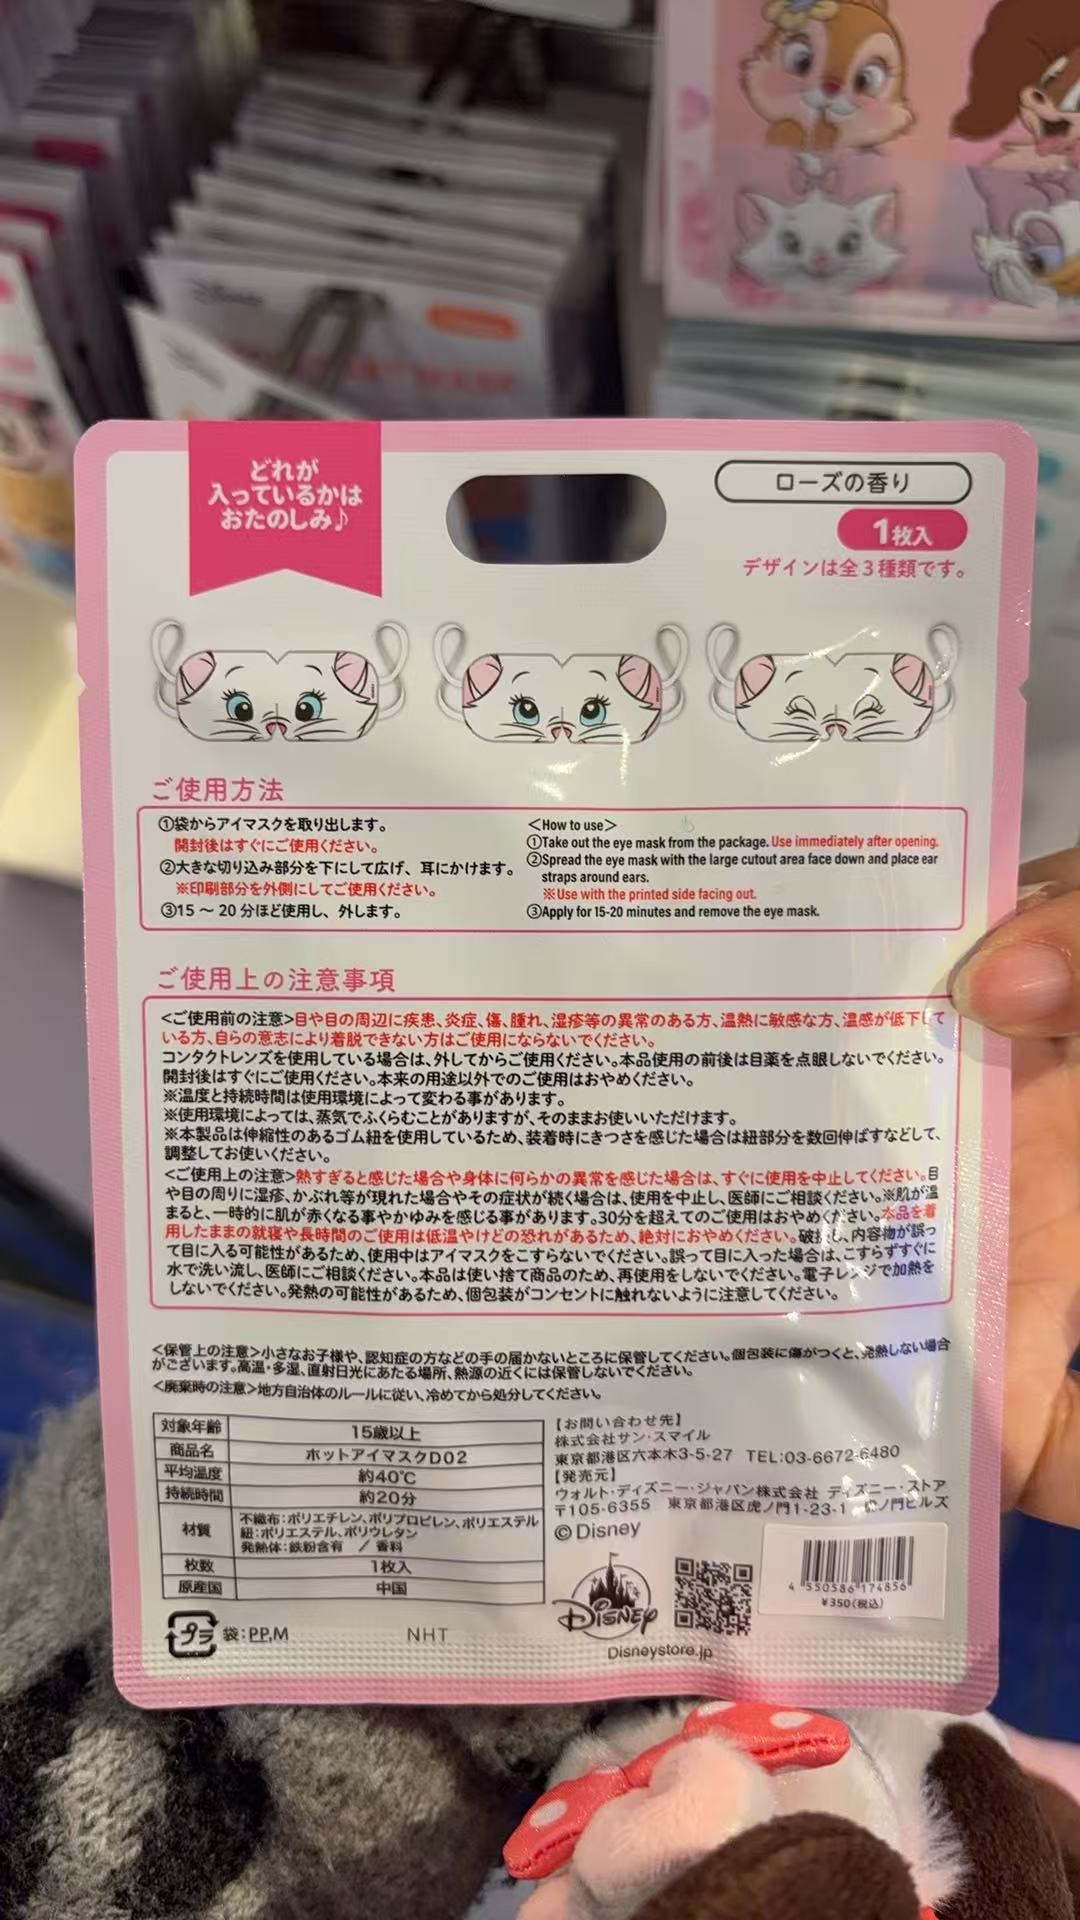 どれが
入っているかは
おたのしみ♪
ローズの香り
1枚入
デザインは全3種類です。
ご使用方法
①袋からアイマスクを取り出します。
開封後はすぐにご使用ください。
②大きな切り込み部分を下にして広げ、耳にかけます。
※印刷部分を外側にしてご使用ください。
③15 〜 20 分ほど使用し、外します。
＜How to use＞
①Take out the eye mask from the package. Use immediately after opening.
②Spread the eye mask with the large cutout area face down and place ear
straps around ears.
※Use with the printed side facing out.
③Apply for 15-20 minutes and remove the eye mask.
ご使用上の注意事項
<ご使用前の注意>目や目の周辺に疾患、炎症、傷、腫れ、湿疹等の異常のある方、温熱に敏感な方、温感が低下して
いる方、自らの意志により着脱できない方はご使用にならないでください。
コンタクトレンズを使用している場合は、外してからご使用ください。本品使用の前後は目薬を点眼しないでください。
開封後はすぐにご使用ください。本来の用途以外でのご使用はおやめください。
※温度と持続時間は使用環境によって変わる事があります。
※使用環境によっては、蒸気でふくらむことがありますが、そのままお使いいただけます。
※本製品は伸縮性のあるゴム紐を使用しているため、装着時にきつさを感じた場合は紐部分を数回伸ばすなどして、
調整してお使いください。
<ご使用上の注意>熱すぎると感じた場合や身体に何らかの異常を感じた場合は、すぐに使用を中止してください。目
や目の周りに湿疹、かぶれ等が現れた場合やその症状が続く場合は、使用を中止し、医師にご相談ください。※肌が温
まると、一時的に肌が赤くなる事やかゆみを感じる事があります。30分を超えてのご使用はおやめください。本品を着
用したままの就寝や長時間のご使用は低温やけどの恐れがあるため、絶対におやめください。破損し、内容物が誤っ
て目に入る可能性があるため、使用中はアイマスクをこすらないでください。誤って目に入った場合は、こすらずすぐに
水で洗い流し、医師にご相談ください。本品は使い捨て商品のため、再使用をしないでください。電子レンジで加熱を
しないでください。発熱の可能性があるため、個包装がコンセントに触れないように注意してください。
<保管上の注意>小さなお子様や、認知症の方などの手の届かないところに保管してください。個包装に傷がつくと、発熱しない場合
がございます。高温・多湿、直射日光にあたる場所、熱源の近くには保管しないでください。
<廃棄時の注意>地方自治体のルールに従い、冷めてから処分してください。
対象年齢 15歳以上
商品名 ホットアイマスクD02
平均温度 約40℃
持続時間 約20分
材質 不織布:ポリエチレン、ポリプロピレン、ポリエステル
紐:ポリエステル、ポリウレタン
発熱体:鉄粉含有 / 香料
枚数 1枚入
原産国 中国
プラ 袋:PP,M
NHT
【お問い合わせ先】
株式会社サン・スマイル
東京都港区六本木3-5-27 TEL:03-6672-6480
【発売元】
ウォルト・ディズニー・ジャパン株式会社 ディズニー・ストア
〒105-6355 東京都港区虎ノ門1-23-1 虎ノ門ヒルズ
©Disney
DISNEY
Disneystore.jp
4 550586 174856
¥350(税込)